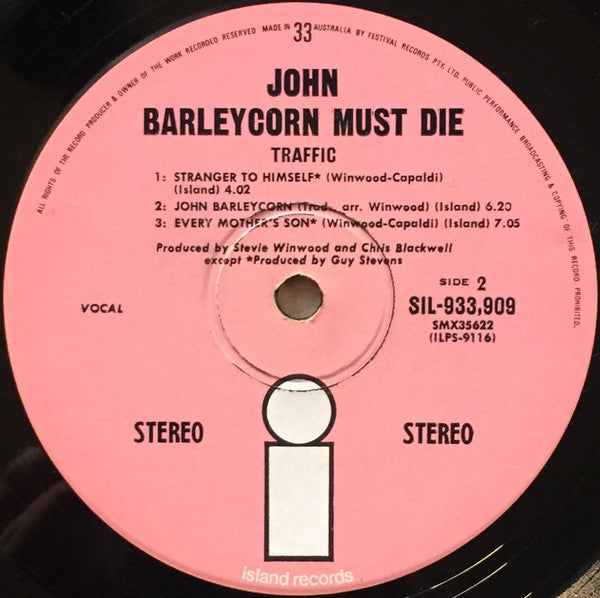 ALL RIGHTS OF THE RECORD PRODUCER & OWNER OF THE WORK RECORDED RESERVED MADE IN 33 AUSTRALIA BY FESTIVAL RECORDS PTY. LTD. PUBLIC PERFORMANCE BROADCASTING & COPYING OF THIS RECORD PROHIBITED.
JOHN
BARLEYCORN MUST DIE
TRAFFIC
1: STRANGER TO HIMSELF* (Winwood-Capaldi)
(Island) 4.02
2: JOHN BARLEYCORN (Trad. arr. Winwood) (Island) 6.20
3: EVERY MOTHER'S SON* (Winwood-Capaldi) (Island) 7.05
Produced by Stevie Winwood and Chris Blackwell
except *Produced by Guy Stevens
SIDE 2
VOCAL
SIL-933,909
SMX35622
(ILPS-9116)
STEREO STEREO
i
island records